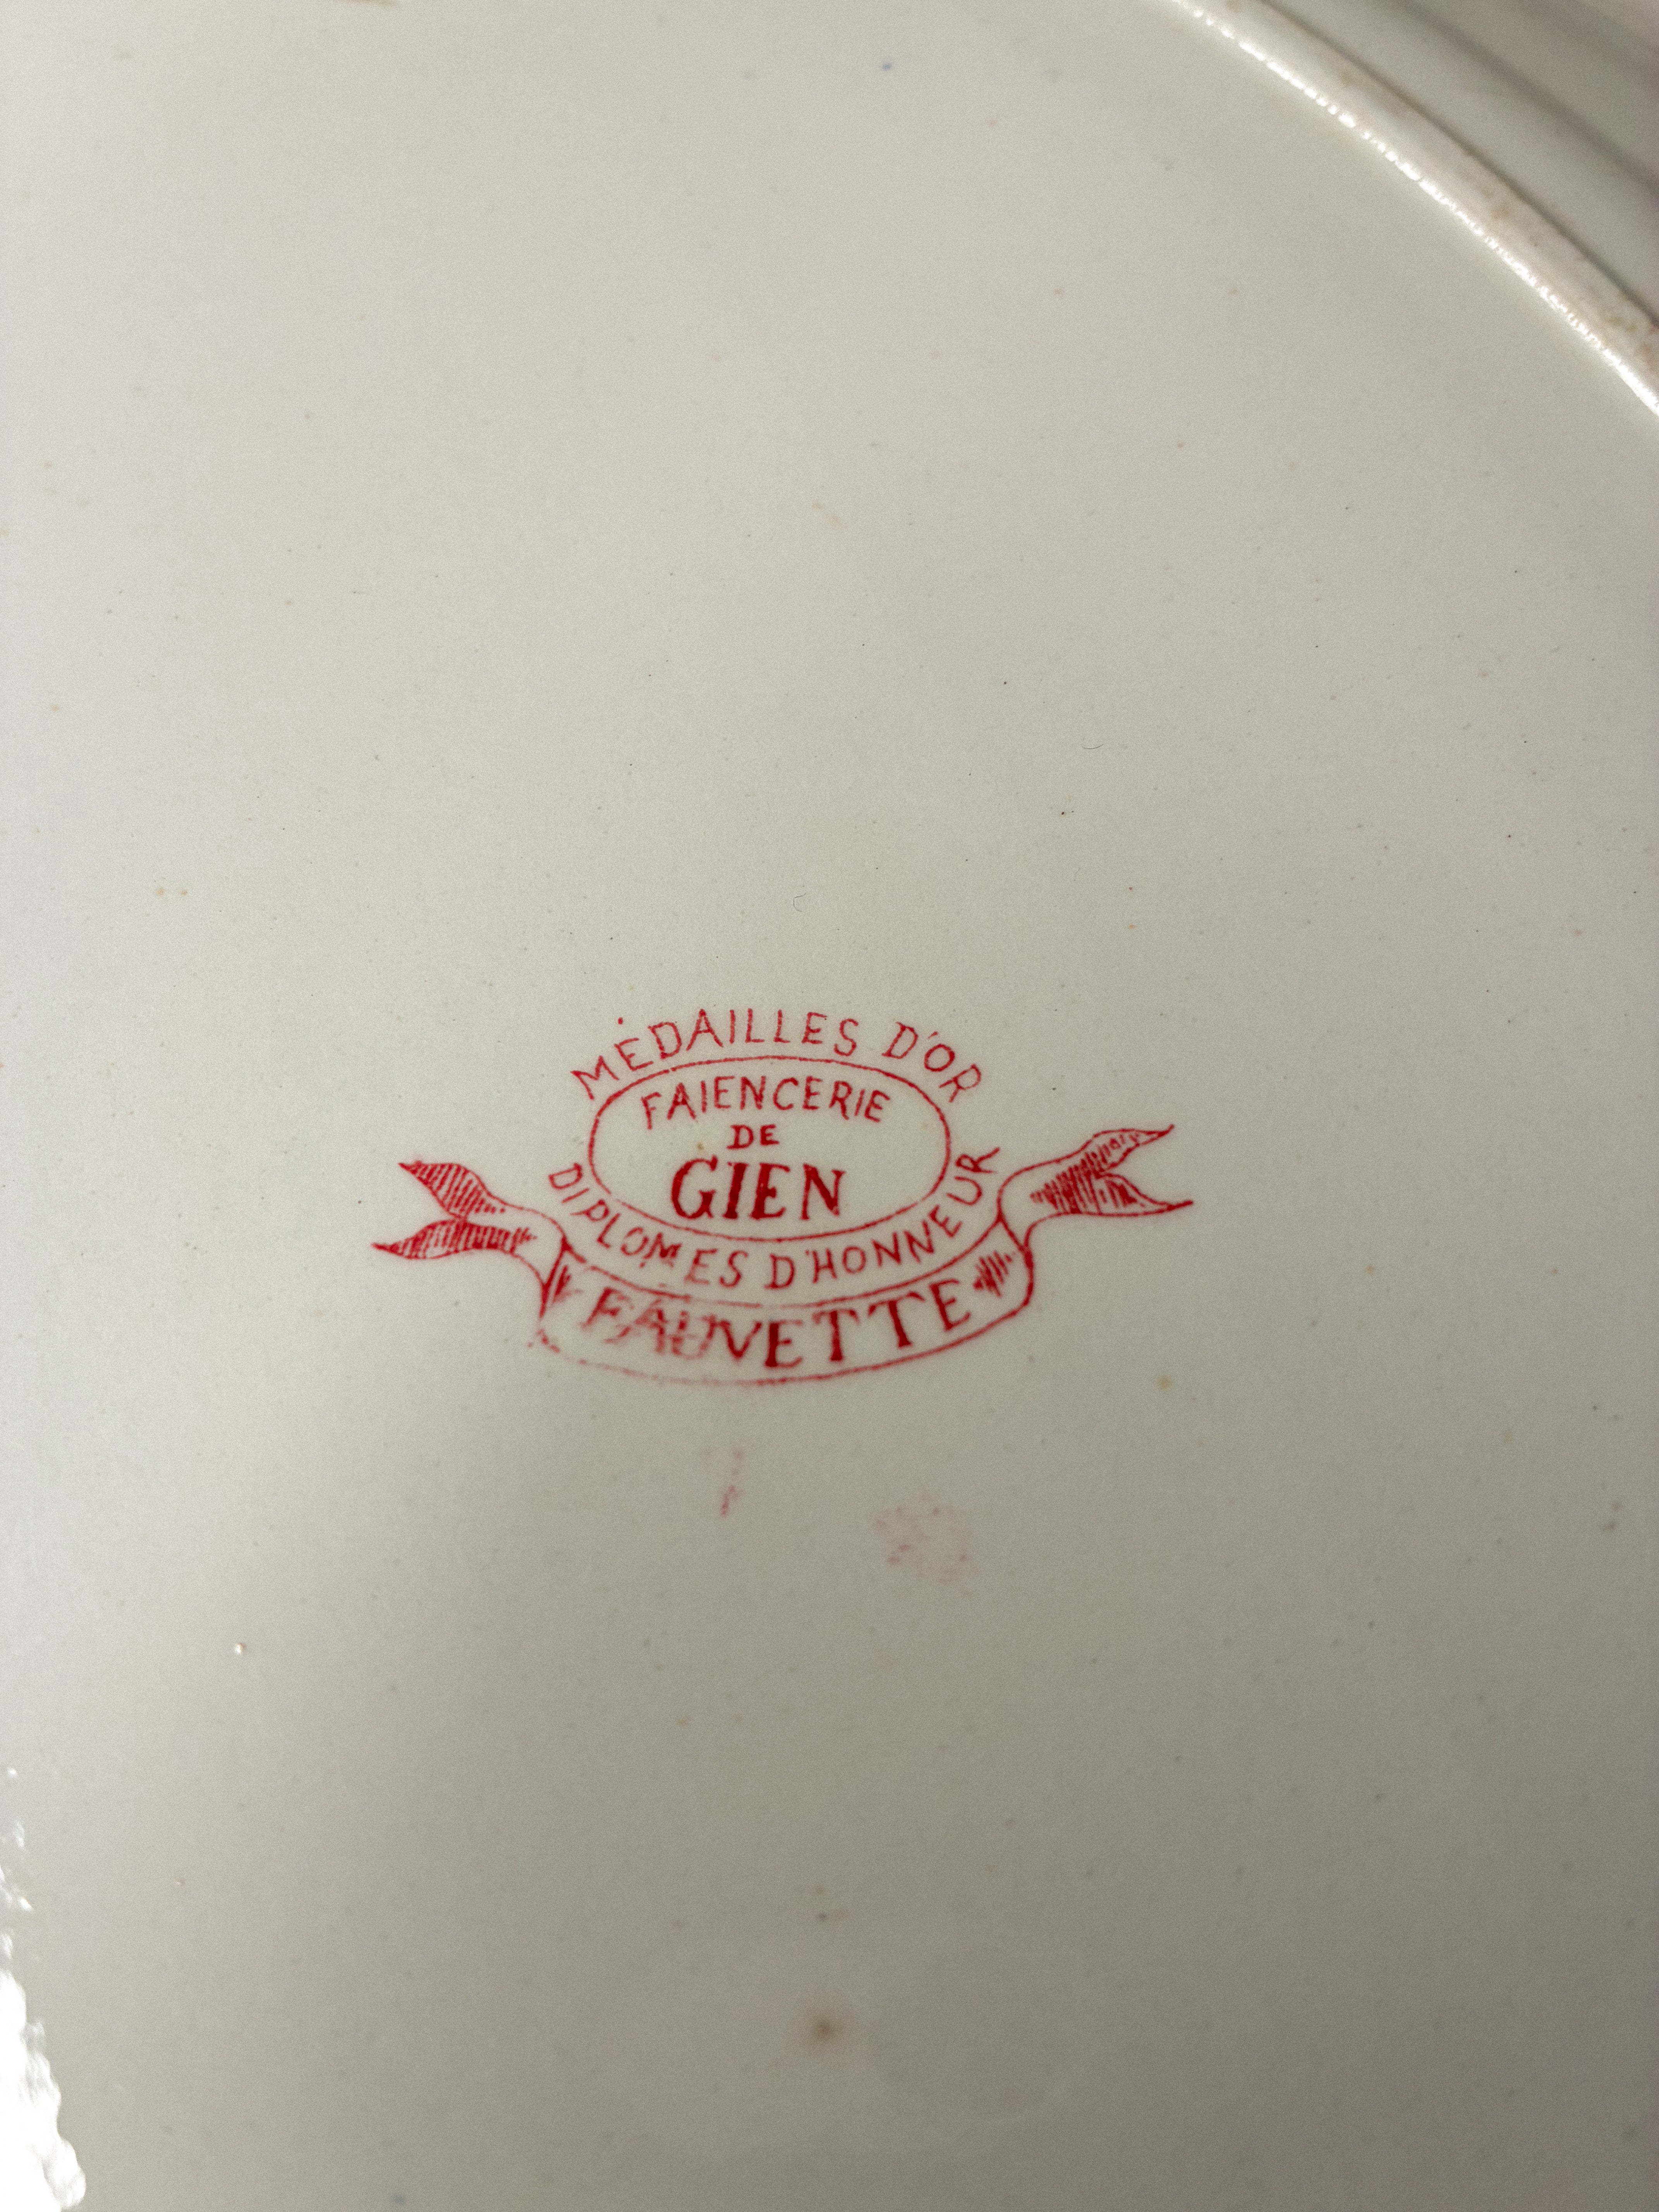 MÉDAILLES D'OR
FAIENCERIE
DE
GIEN
DIPLOMES D'HONNEUR
FAUVETTE